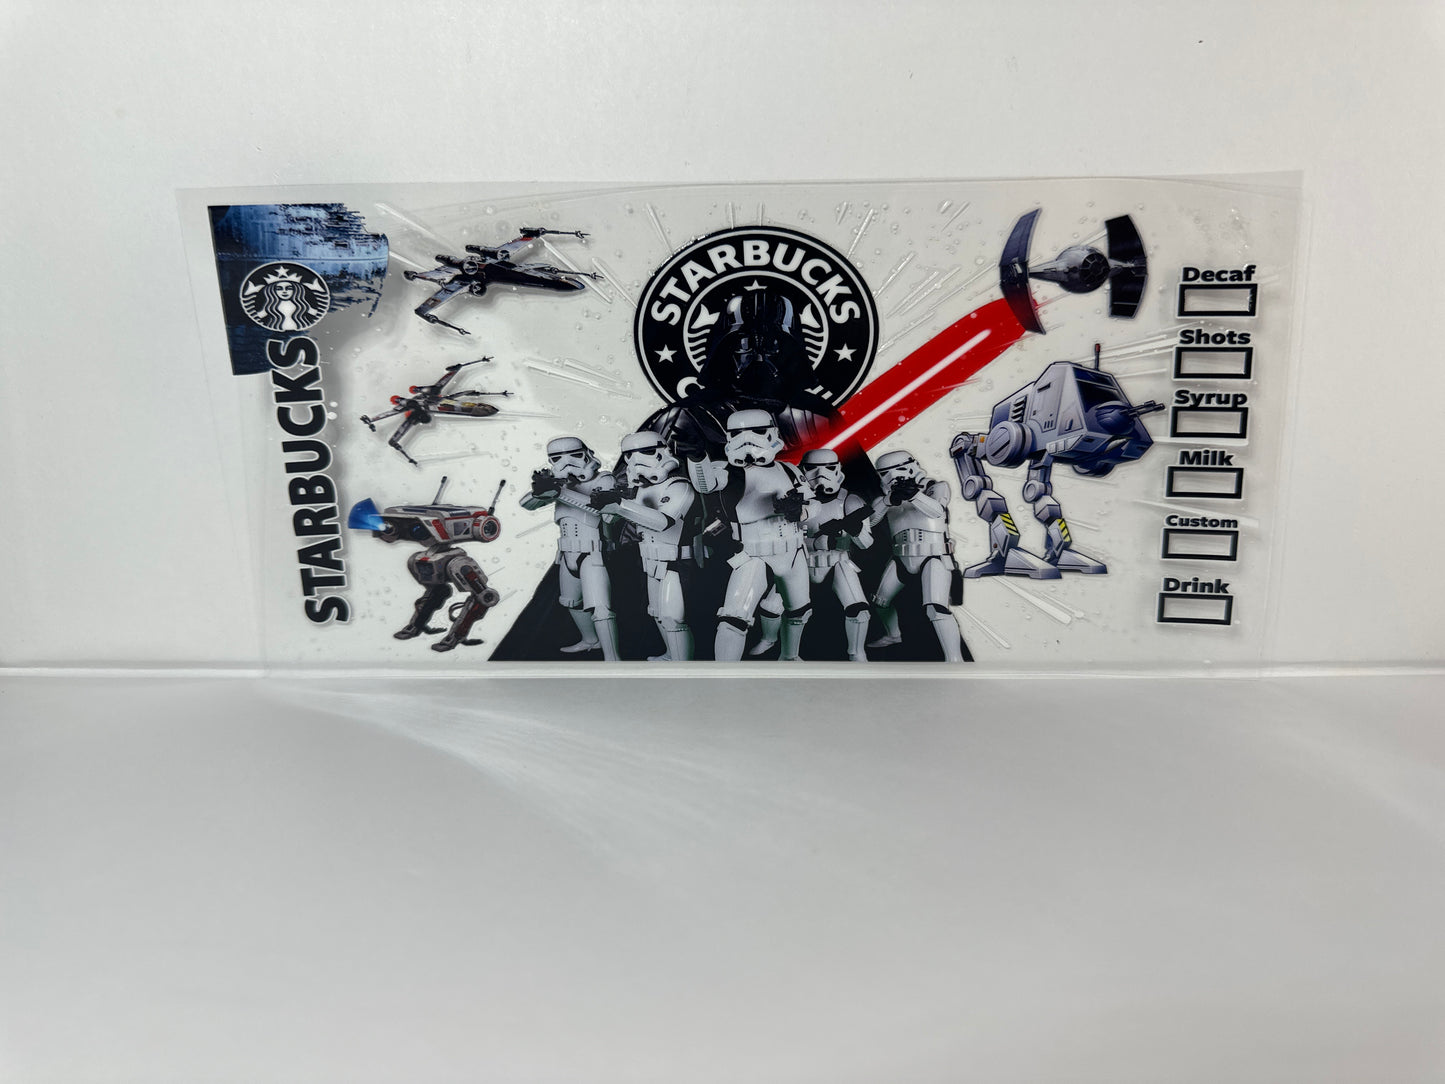 STARBUCKS
STARBUCKS
Decaf
Shots
Syrup
Milk
Custom
Drink